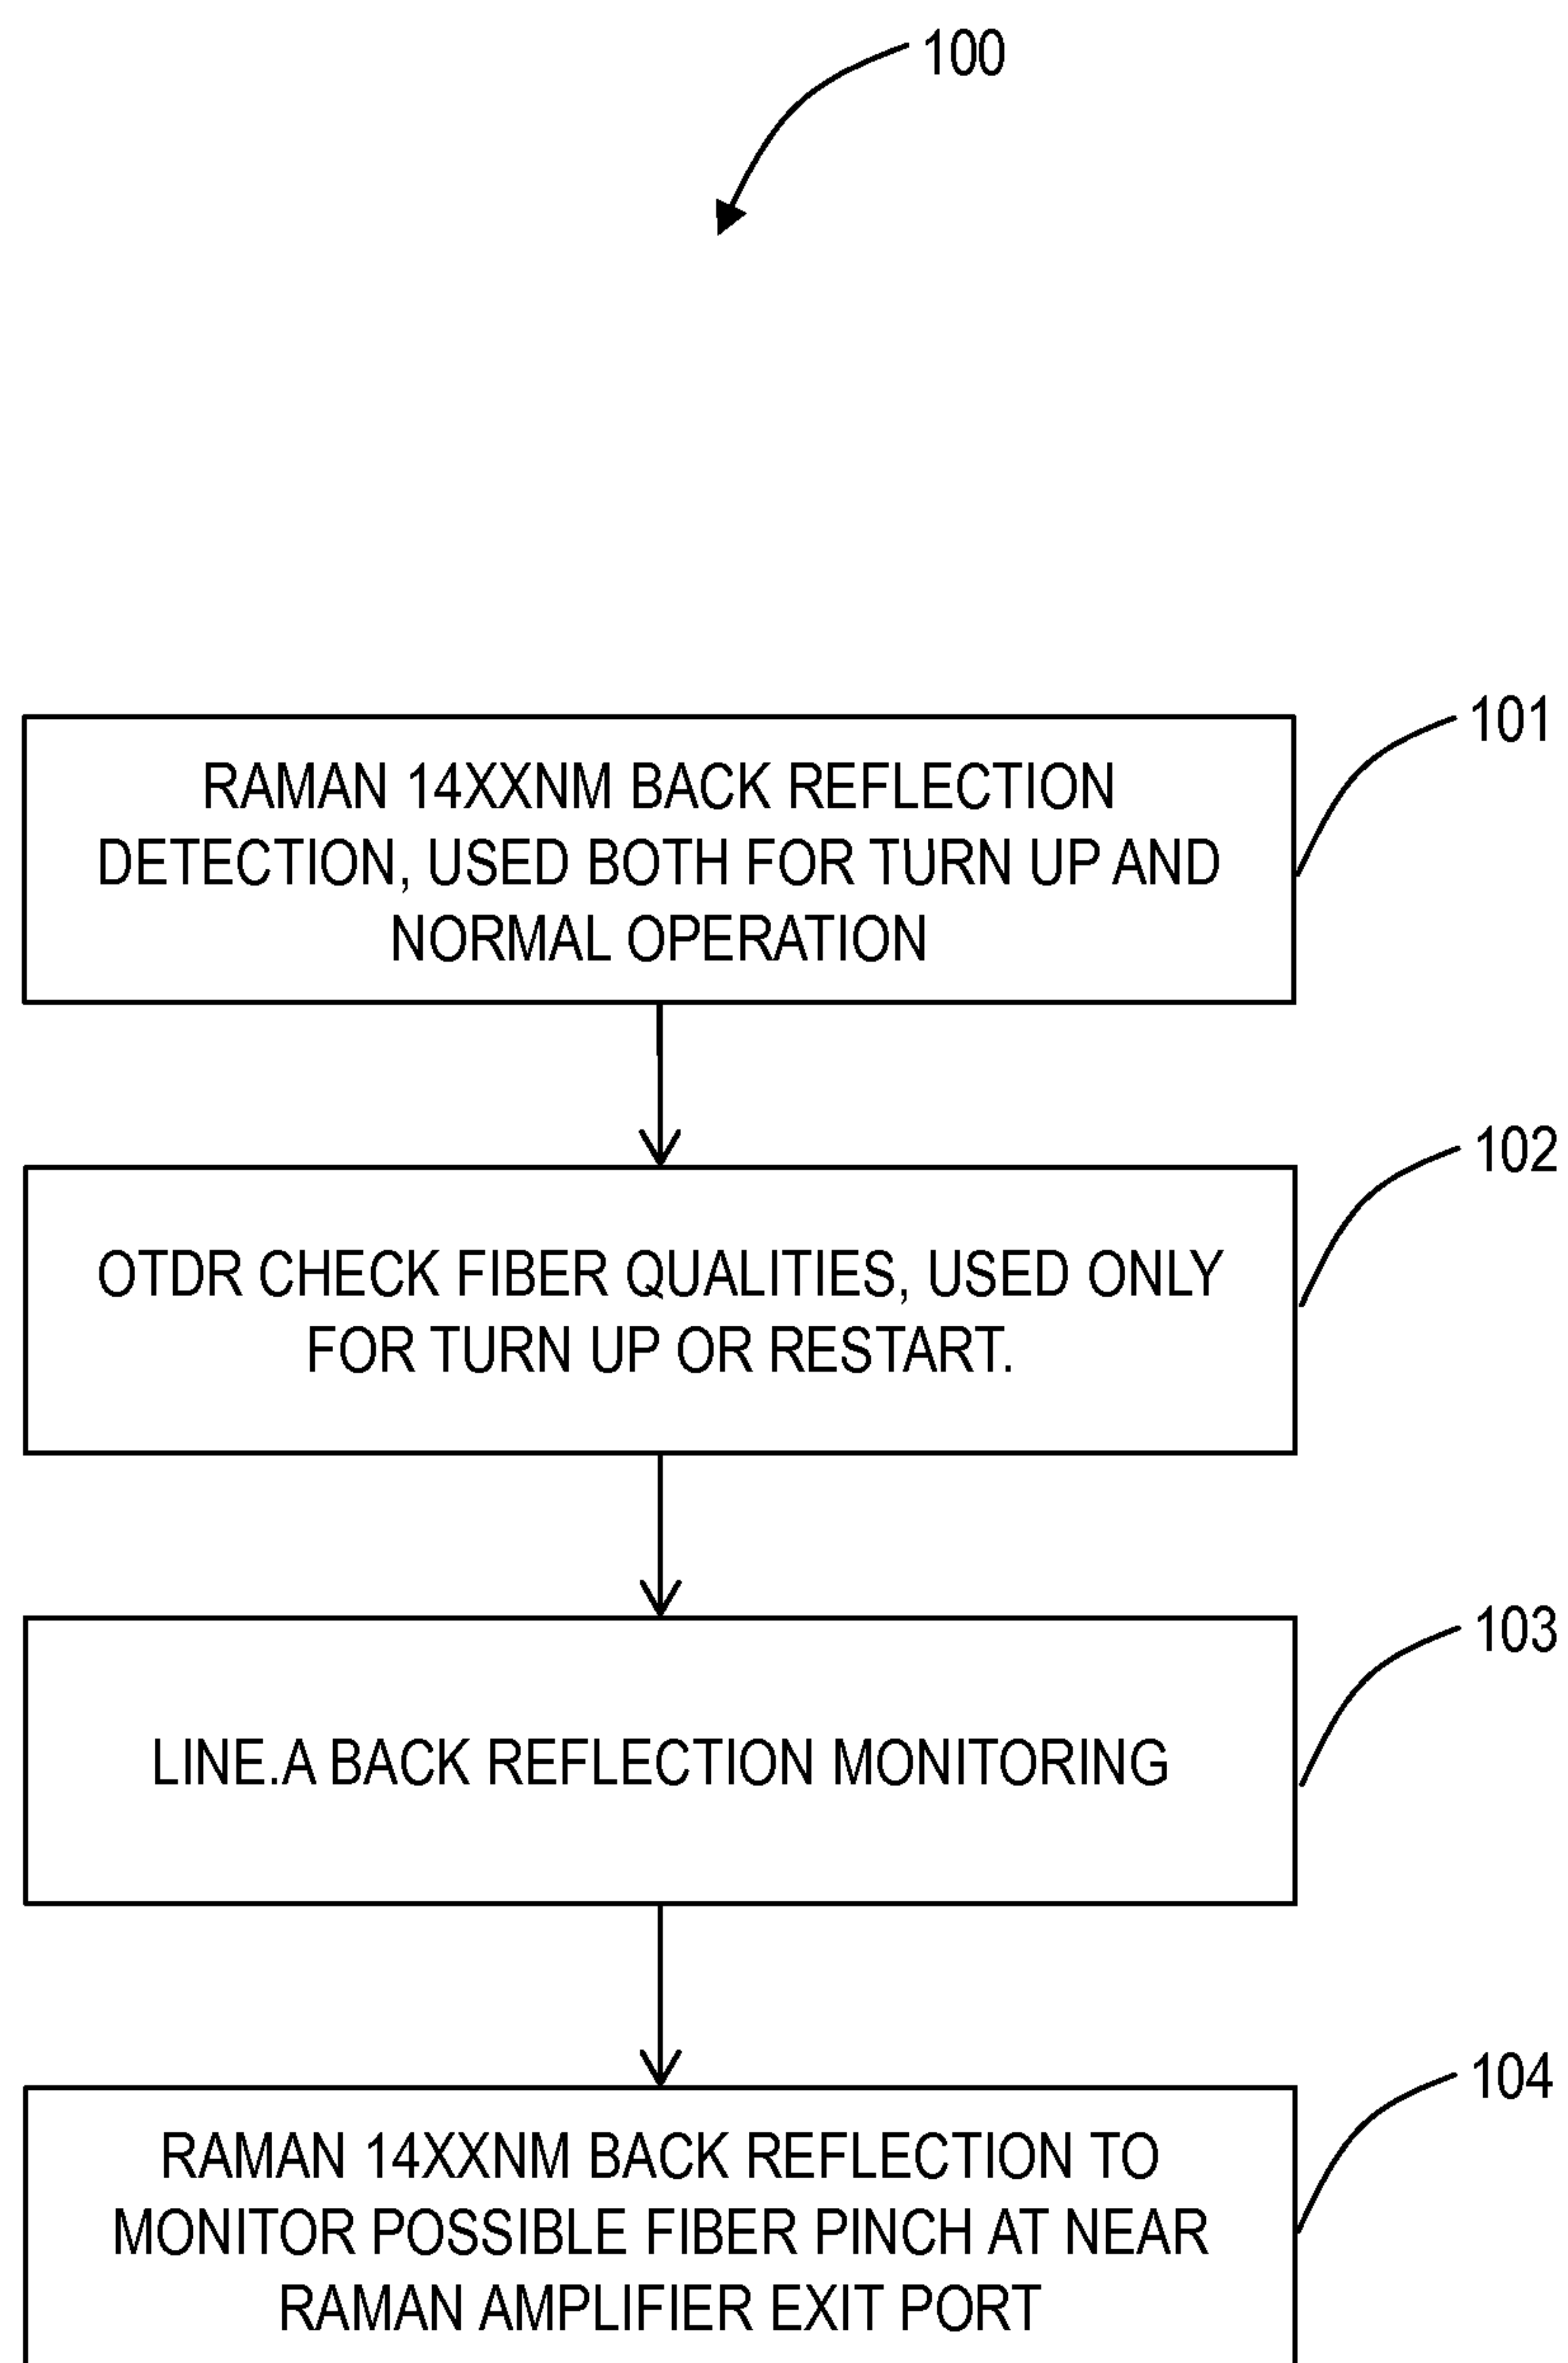 100
101
RAMAN 14XXNM BACK REFLECTION
DETECTION, USED BOTH FOR TURN UP AND
NORMAL OPERATION
102
OTDR CHECK FIBER QUALITIES, USED ONLY
FOR TURN UP OR RESTART.
103
LINE.A BACK REFLECTION MONITORING
104
RAMAN 14XXNM BACK REFLECTION TO
MONITOR POSSIBLE FIBER PINCH AT NEAR
RAMAN AMPLIFIER EXIT PORT